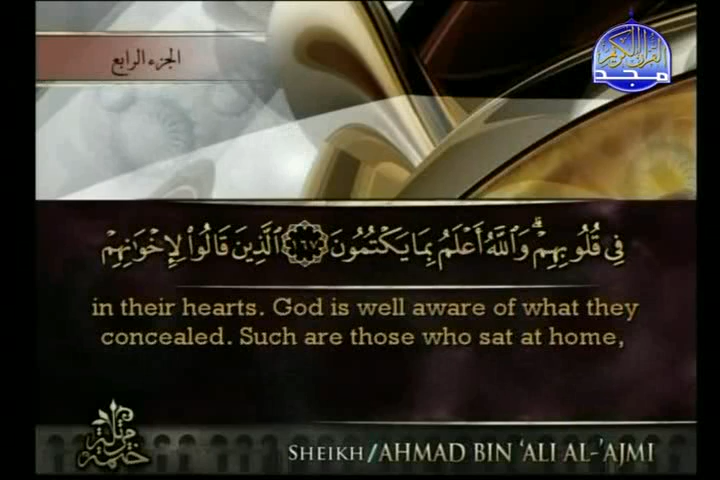 الجزء الرابع
القرآن الكريم
مجد
فِي قُلُوبِهِمْ ۗ وَاللَّهُ أَعْلَمُ بِمَا يَكْتُمُونَ ١٦٧ الَّذِينَ قَالُوا لِإِخْوَانِهِمْ
in their hearts. God is well aware of what they
concealed. Such are those who sat at home,
ختمة مرتلة
SHEIKH/AHMAD BIN ‘ALI AL-’AJMI